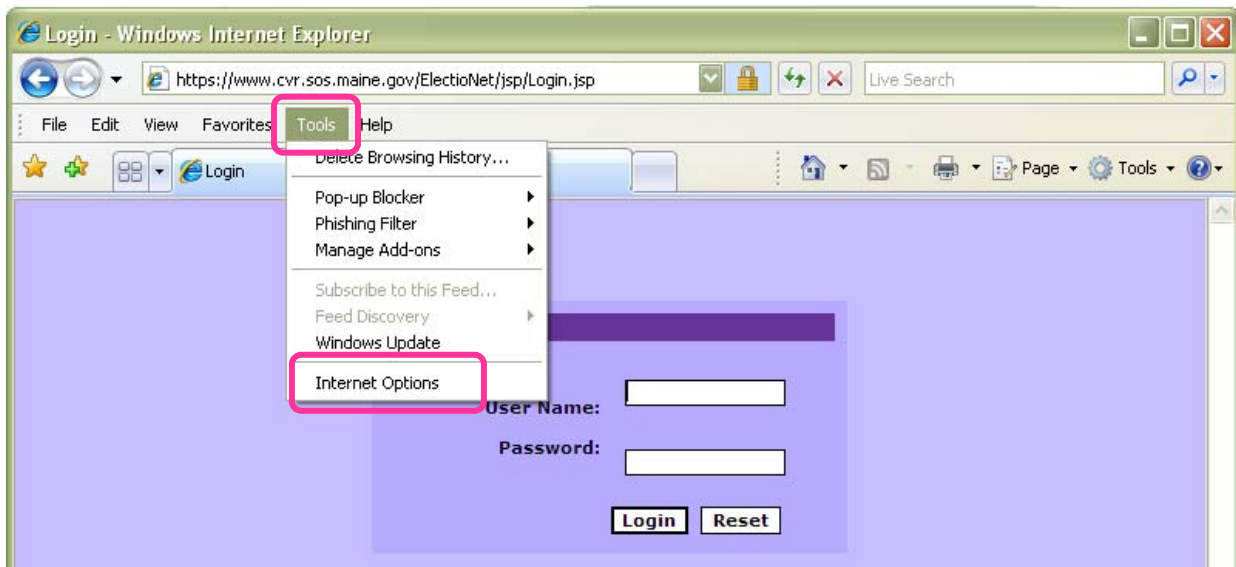 Login - Windows Internet Explorer
https://www.cvr.sos.maine.gov/ElectioNet/jsp/Login.jsp
Live Search
File Edit View Favorites Tools Help
Login
Page Tools
Delete Browsing History...
Pop-up Blocker
Phishing Filter
Manage Add-ons
Subscribe to this Feed...
Feed Discovery
Windows Update
Internet Options
User Name:
Password:
Login Reset